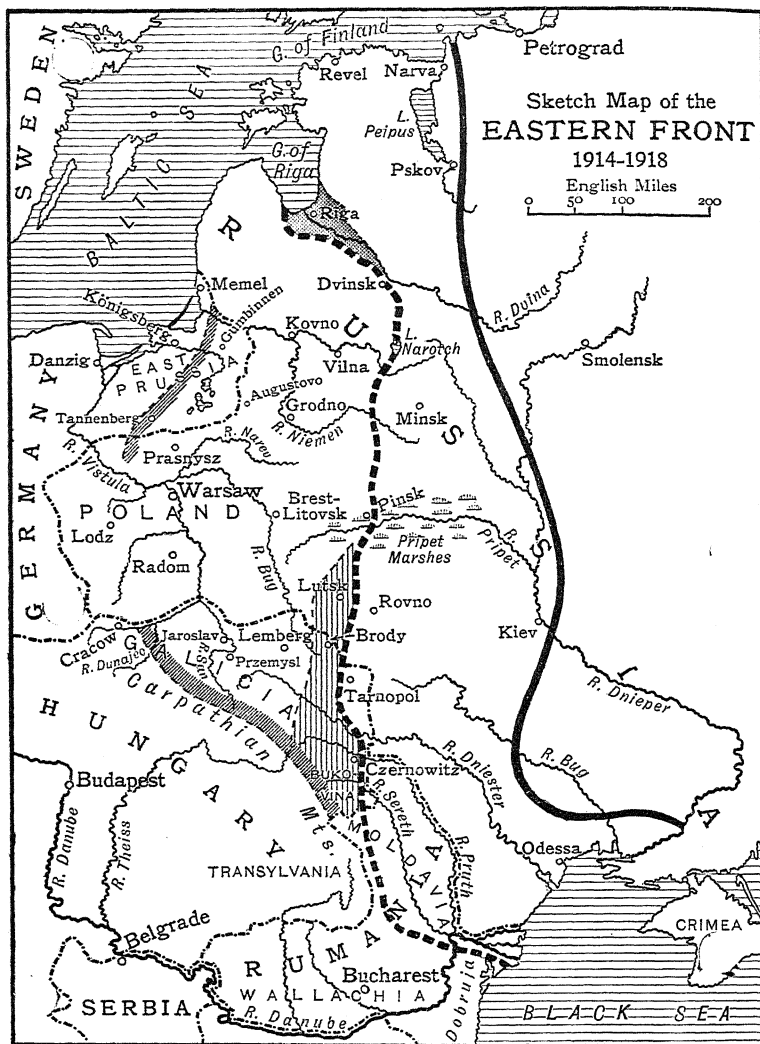 Sketch Map of the
EASTERN FRONT
1914-1918
English Miles
0 50 100 200
SWEDEN
G. of Finland
Petrograd
Revel
Narva
BALTIC SEA
L. Peipus
G. of Riga
Pskov
Riga
RUSSIA
Dvinsk
R. Dvina
Memel
Königsberg
Gumbinnen
Kovno
L. Narotch
Smolensk
Danzig
EAST PRUSSIA
Vilna
GERMANY
Augustovo
Grodno
Minsk
Tannenberg
R. Niemen
R. Narev
Prasnysz
R. Vistula
Warsaw
POLAND
Brest-
Litovsk
Pinsk
Lodz
Pripet
Marshes
R. Pripet
Radom
R. Bug
Lutsk
Rovno
Kiev
Cracow
Jaroslav
Lemberg
Brody
R. Dunajec
GALICIA
R. San
Przemysl
Tarnopol
R. Dnieper
Carpathian Mts.
HUNGARY
Czernowitz
R. Dniester
R. Bug
Budapest
BUKO-
VINA
R. Sereth
R. Pruth
R. Danube
R. Theiss
MOLDAVIA
Odessa
TRANSYLVANIA
CRIMEA
Belgrade
RUMANIA
Bucharest
WALLACHIA
SERBIA
R. Danube
Dobruja
BLACK SEA